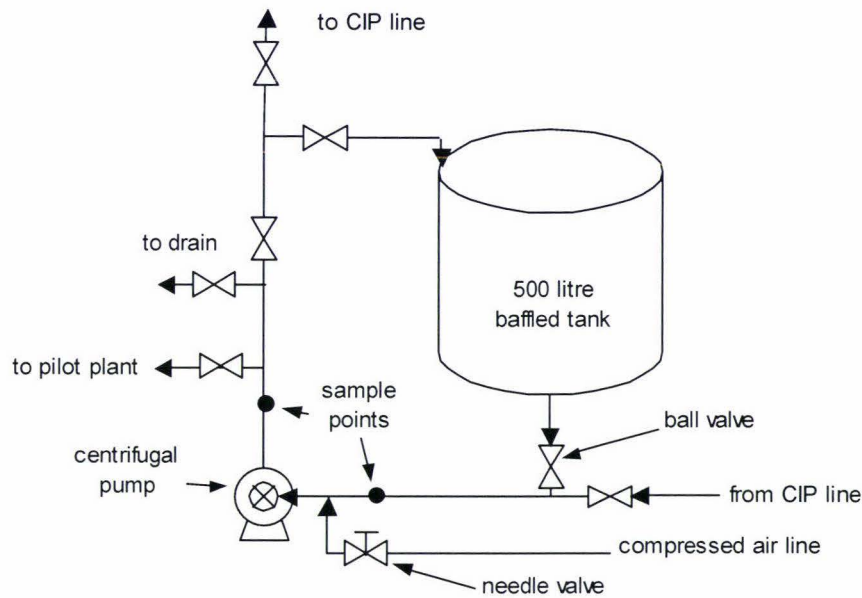 to CIP line
to drain
500 litre
baffled tank
to pilot plant
sample
points
ball valve
centrifugal
pump
from CIP line
compressed air line
needle valve